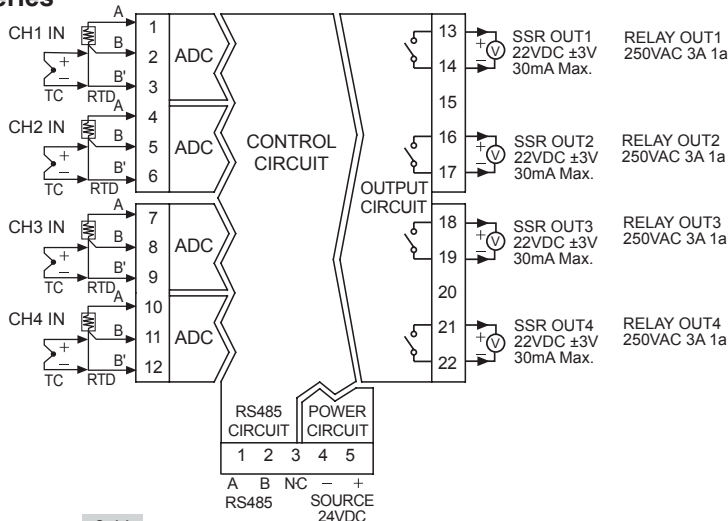 CH1 IN
A
B
B'
TC
RTD
+
−
1
2
3
ADC
CH2 IN
A
B
B'
TC
RTD
+
−
4
5
6
ADC
CH3 IN
A
B
B'
TC
RTD
+
−
7
8
9
ADC
CH4 IN
A
B
B'
TC
RTD
+
−
10
11
12
ADC
CONTROL
CIRCUIT
OUTPUT
CIRCUIT
13
14
15
16
17
18
19
20
21
22
+
−
V
SSR OUT1
22VDC ±3V
30mA Max.
RELAY OUT1
250VAC 3A 1a
+
−
V
SSR OUT2
22VDC ±3V
30mA Max.
RELAY OUT2
250VAC 3A 1a
+
−
V
SSR OUT3
22VDC ±3V
30mA Max.
RELAY OUT3
250VAC 3A 1a
+
−
V
SSR OUT4
22VDC ±3V
30mA Max.
RELAY OUT4
250VAC 3A 1a
RS485
CIRCUIT
POWER
CIRCUIT
1 2 3 4 5
A B N·C − +
RS485
SOURCE
24VDC